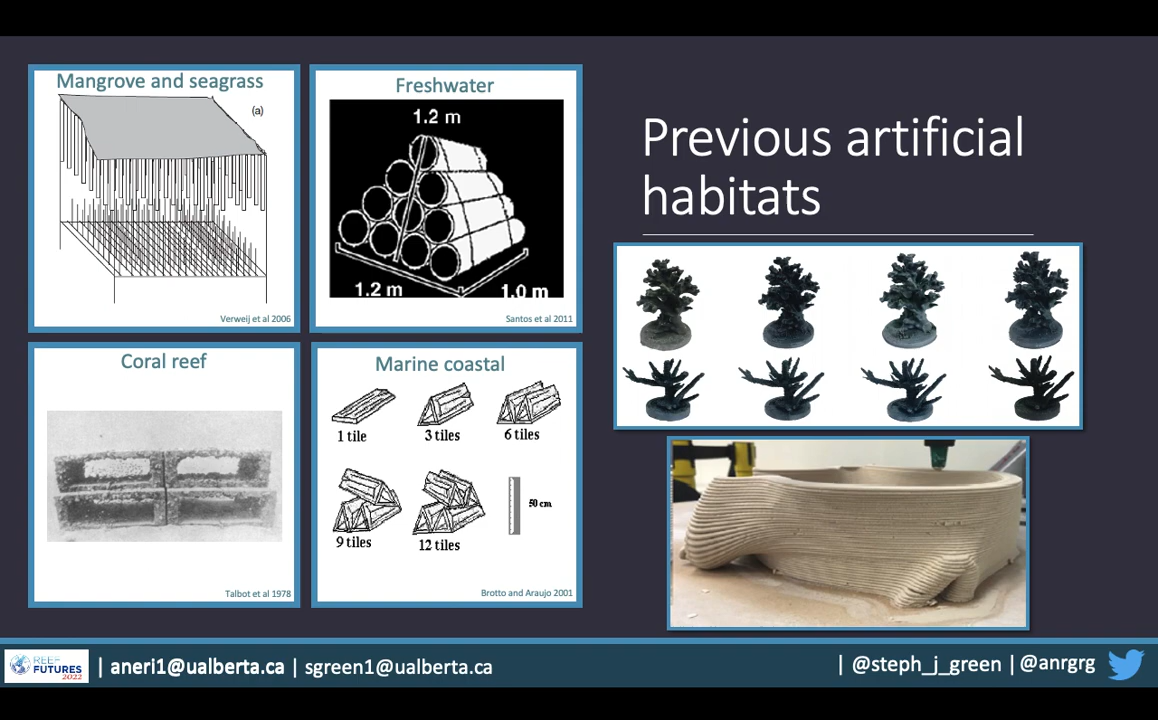 Mangrove and seagrass
(a)
Verweij et al 2006
Freshwater
1.2 m
1.2 m
1.0 m
Santos et al 2011
Previous artificial
habitats
Coral reef
Talbot et al 1978
Marine coastal
1 tile
3 tiles
6 tiles
9 tiles
12 tiles
50 cm
Brotto and Araujo 2001
REEF
FUTURES
2022
| aneri1@ualberta.ca | sgreen1@ualberta.ca
| @steph_j_green | @anrgrg